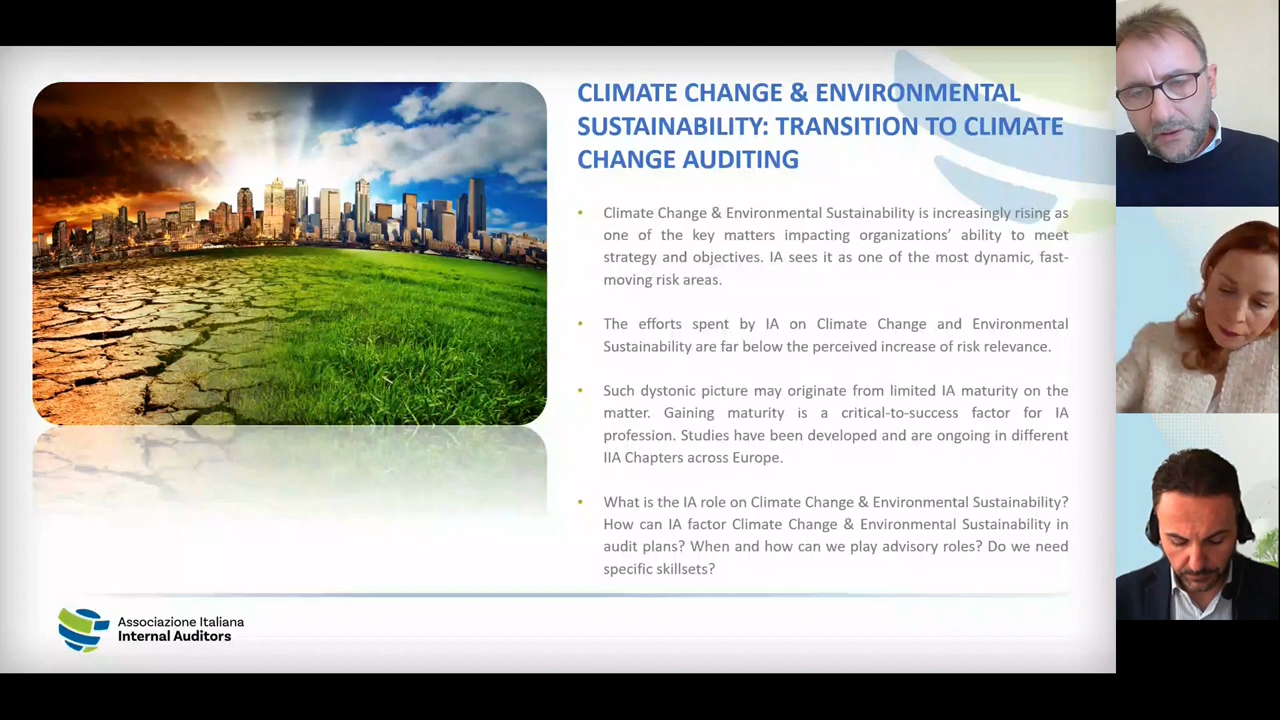 CLIMATE CHANGE & ENVIRONMENTAL
SUSTAINABILITY: TRANSITION TO CLIMATE
CHANGE AUDITING
• Climate Change & Environmental Sustainability is increasingly rising as
one of the key matters impacting organizations’ ability to meet
strategy and objectives. IA sees it as one of the most dynamic, fast-
moving risk areas.
• The efforts spent by IA on Climate Change and Environmental
Sustainability are far below the perceived increase of risk relevance.
• Such dystonic picture may originate from limited IA maturity on the
matter. Gaining maturity is a critical-to-success factor for IA
profession. Studies have been developed and are ongoing in different
IIA Chapters across Europe.
• What is the IA role on Climate Change & Environmental Sustainability?
How can IA factor Climate Change & Environmental Sustainability in
audit plans? When and how can we play advisory roles? Do we need
specific skillsets?
Associazione Italiana
Internal Auditors